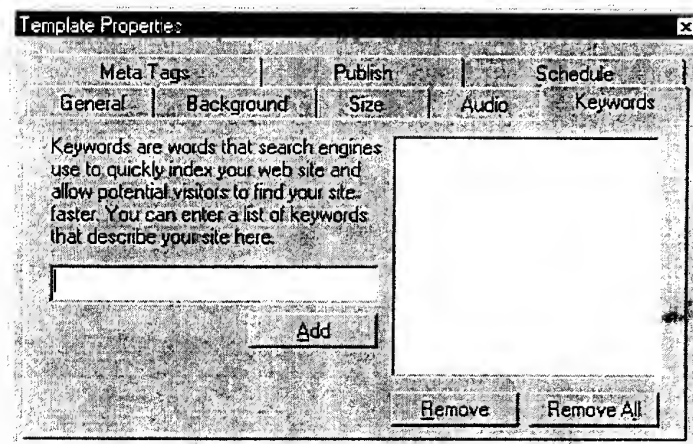 Template Properties
Meta Tags Publish Schedule
General Background Size Audio Keywords
Keywords are words that search engines
use to quickly index your web site and
allow potential visitors to find your site
faster. You can enter a list of keywords
that describe your site here.
Add
Remove Remove All